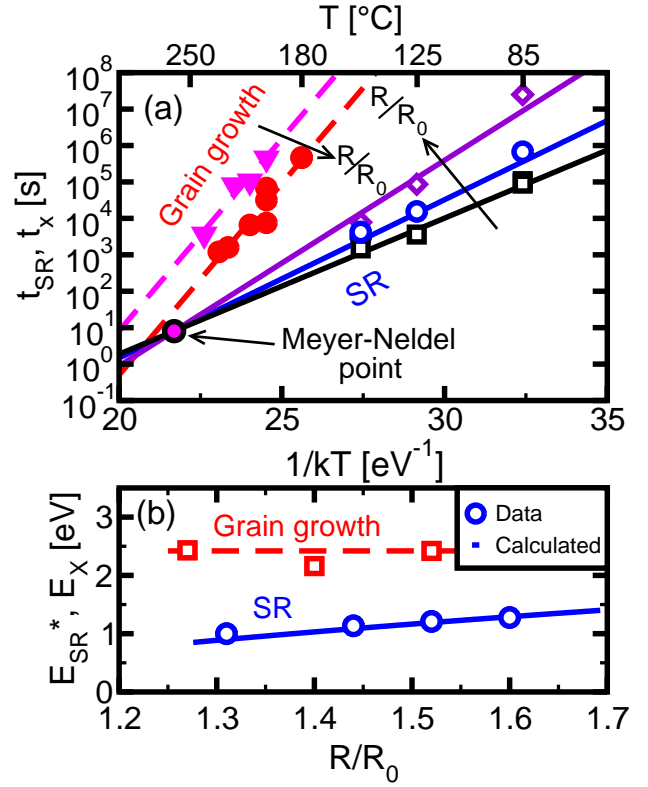 T [°C]
250 180 125 85
(a)
10^8
10^7
10^6
10^5
10^4
10^3
10^2
10^1
10^0
10^-1
t_SR, t_x [s]
Grain growth
R/R_0
R/R_0
SR
Meyer-Neldel
point
20 25 30 35
1/kT [eV^-1]
(b)
Grain growth
SR
Data
Calculated
3
2
1
0
E_SR*, E_X [eV]
1.2 1.3 1.4 1.5 1.6 1.7
R/R_0